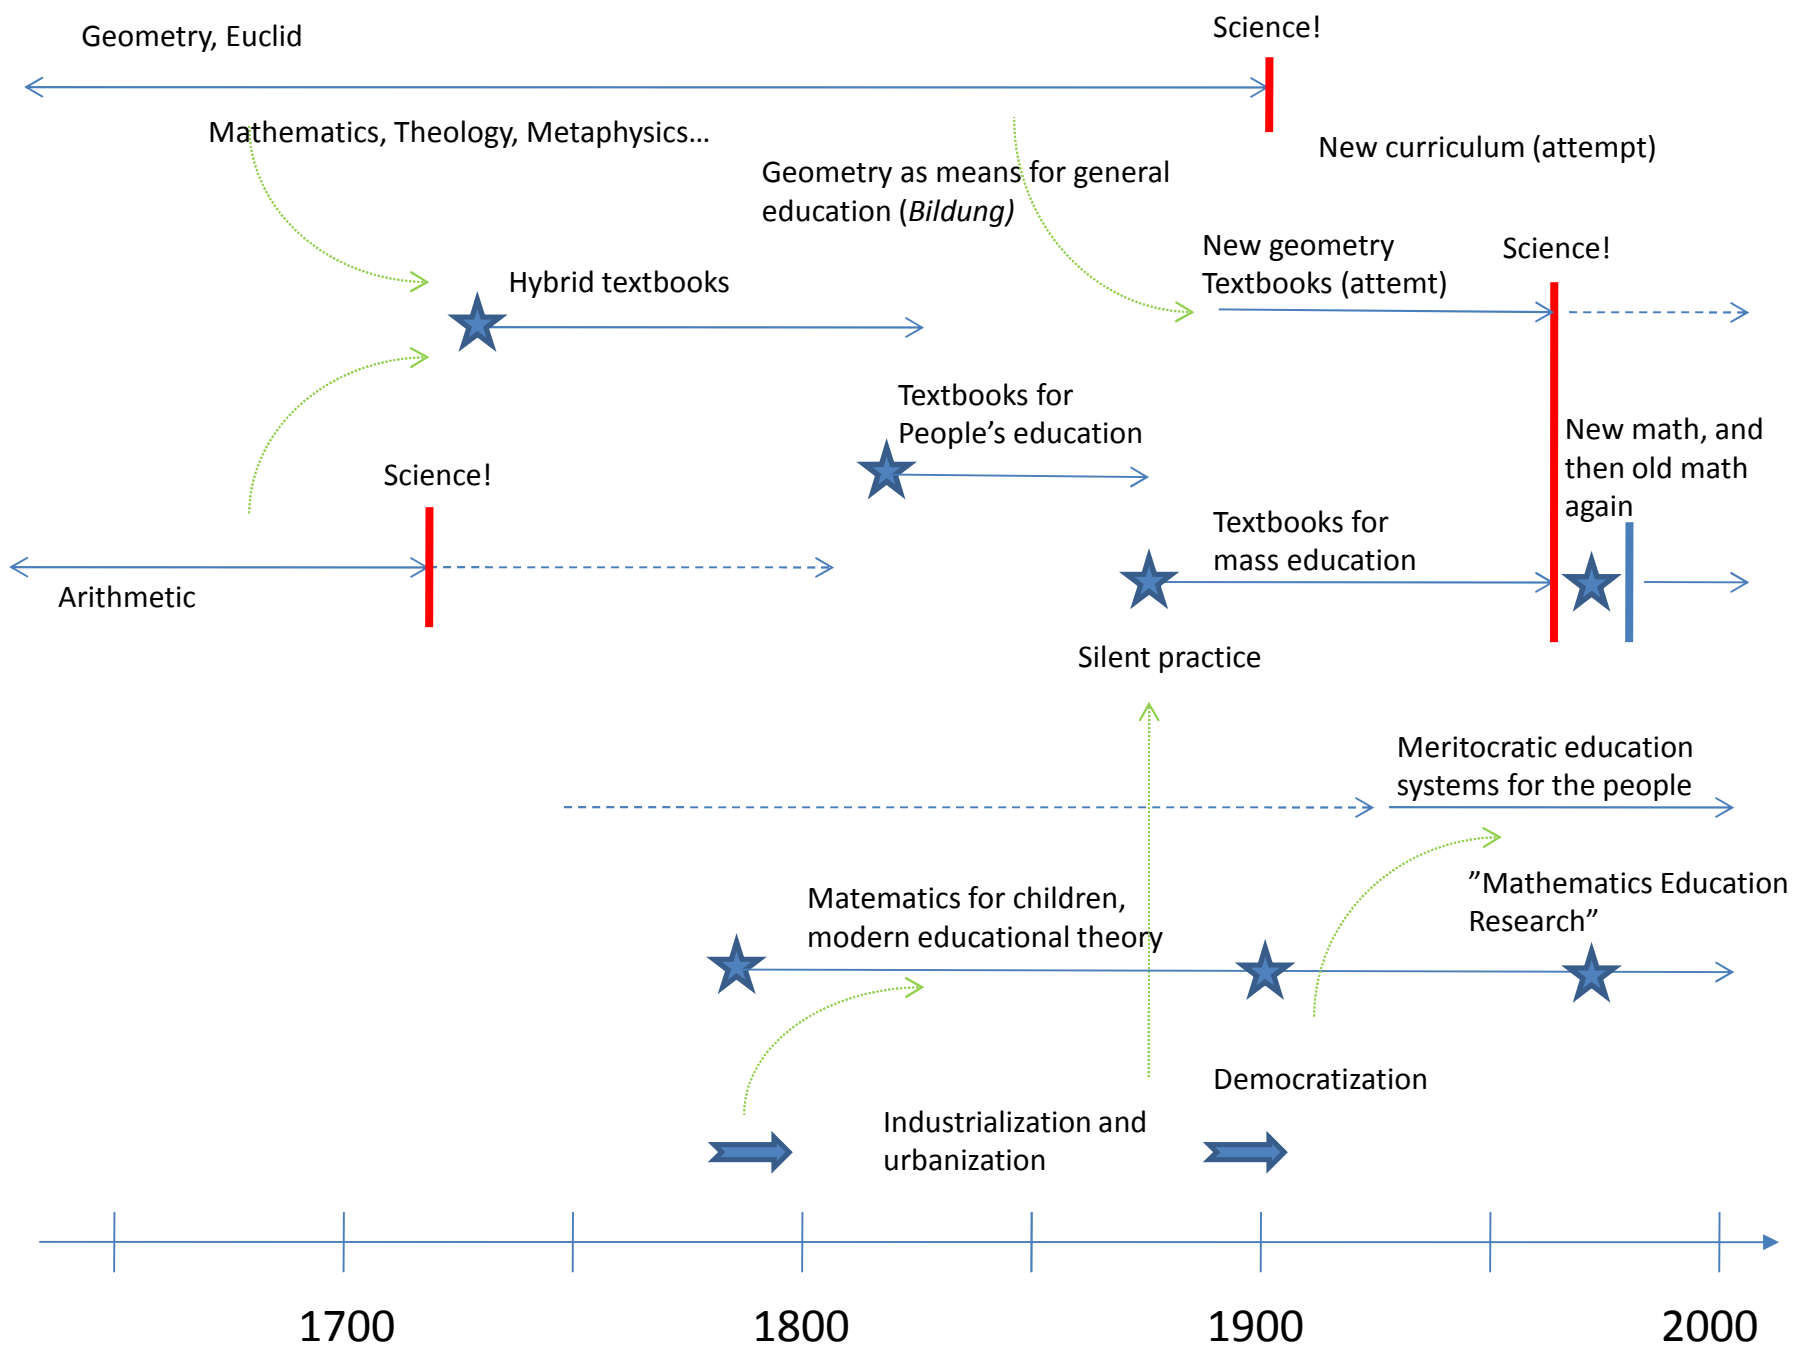 Geometry, Euclid
Science!
Mathematics, Theology, Metaphysics…
New curriculum (attempt)
Geometry as means for general
education (Bildung)
New geometry
Textbooks (attemt)
Science!
Hybrid textbooks
Textbooks for
People’s education
New math, and
then old math
again
Science!
Textbooks for
mass education
Arithmetic
Silent practice
Meritocratic education
systems for the people
Matematics for children,
modern educational theory
”Mathematics Education
Research”
Democratization
Industrialization and
urbanization
1700
1800
1900
2000